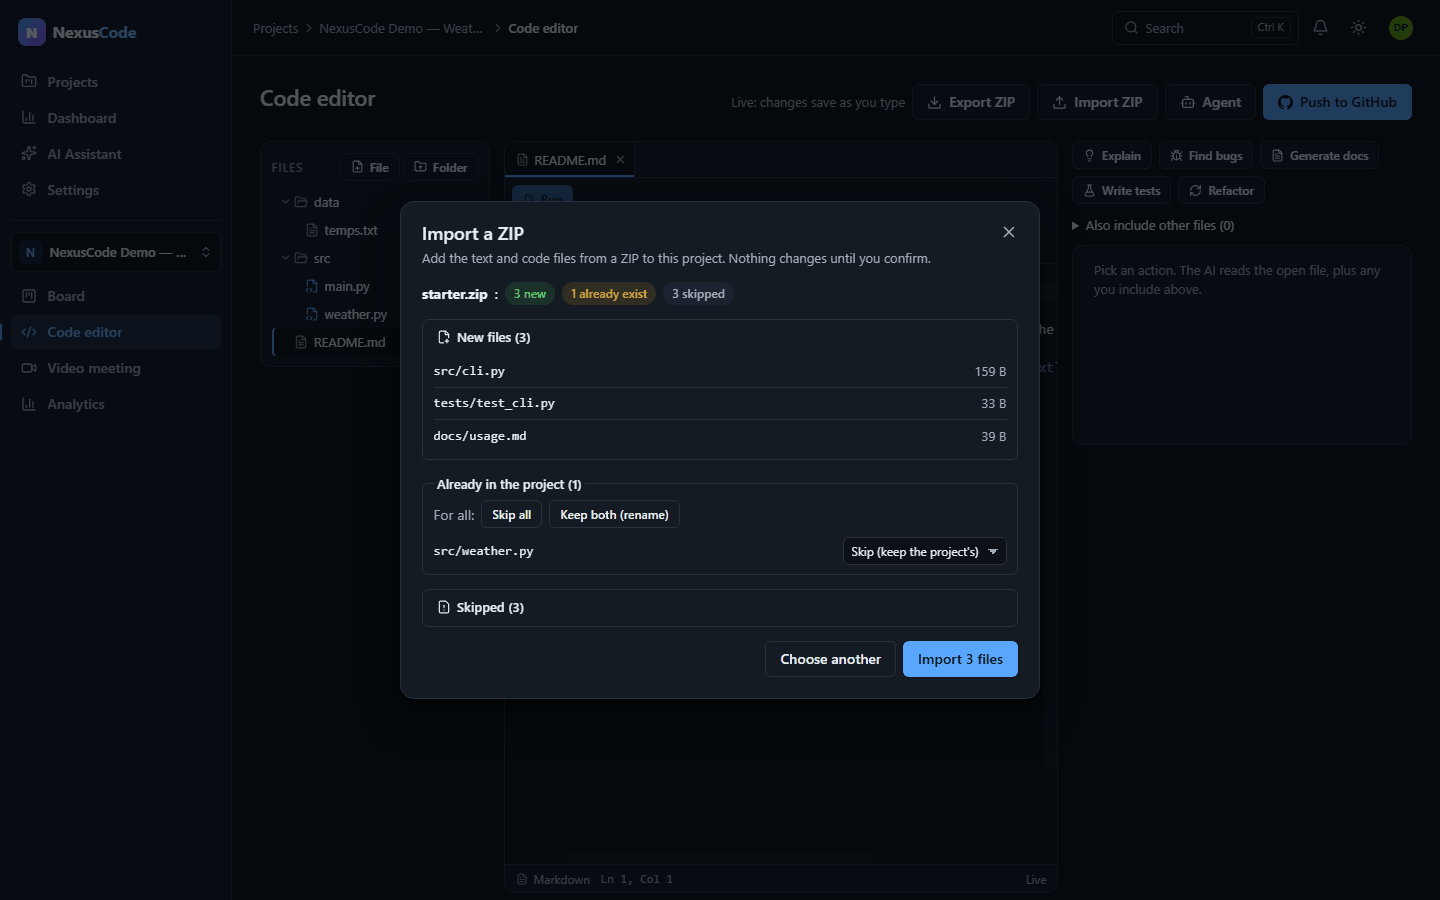 N NexusCode
Projects
Dashboard
AI Assistant
Settings
N NexusCode Demo — ...
Board
Code editor
Video meeting
Analytics
Projects > NexusCode Demo — Weat... > Code editor
Search Ctrl K
DP
Code editor
Live: changes save as you type
Export ZIP
Import ZIP
Agent
Push to GitHub
FILES
File
Folder
data
temps.txt
src
main.py
weather.py
README.md
README.md
Run
Import a ZIP
Add the text and code files from a ZIP to this project. Nothing changes until you confirm.
starter.zip : 3 new 1 already exist 3 skipped
New files (3)
src/cli.py 159 B
tests/test_cli.py 33 B
docs/usage.md 39 B
Already in the project (1)
For all: Skip all Keep both (rename)
src/weather.py Skip (keep the project's)
Skipped (3)
Choose another Import 3 files
he
xt`
Markdown Ln 1, Col 1 Live
Explain
Find bugs
Generate docs
Write tests
Refactor
Also include other files (0)
Pick an action. The AI reads the open file, plus any
you include above.